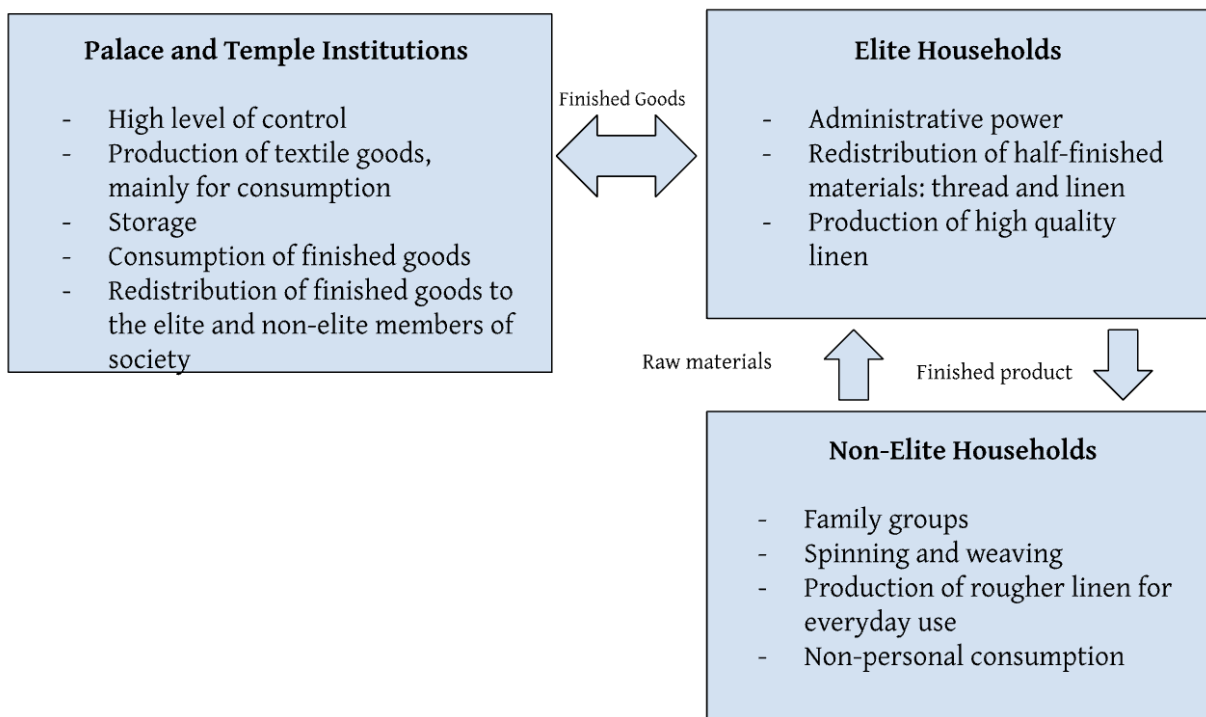 Palace and Temple Institutions
- High level of control
- Production of textile goods,
mainly for consumption
- Storage
- Consumption of finished goods
- Redistribution of finished goods to
the elite and non-elite members of
society
Finished Goods
Elite Households
- Administrative power
- Redistribution of half-finished
materials: thread and linen
- Production of high quality
linen
Raw materials
Finished product
Non-Elite Households
- Family groups
- Spinning and weaving
- Production of rougher linen for
everyday use
- Non-personal consumption